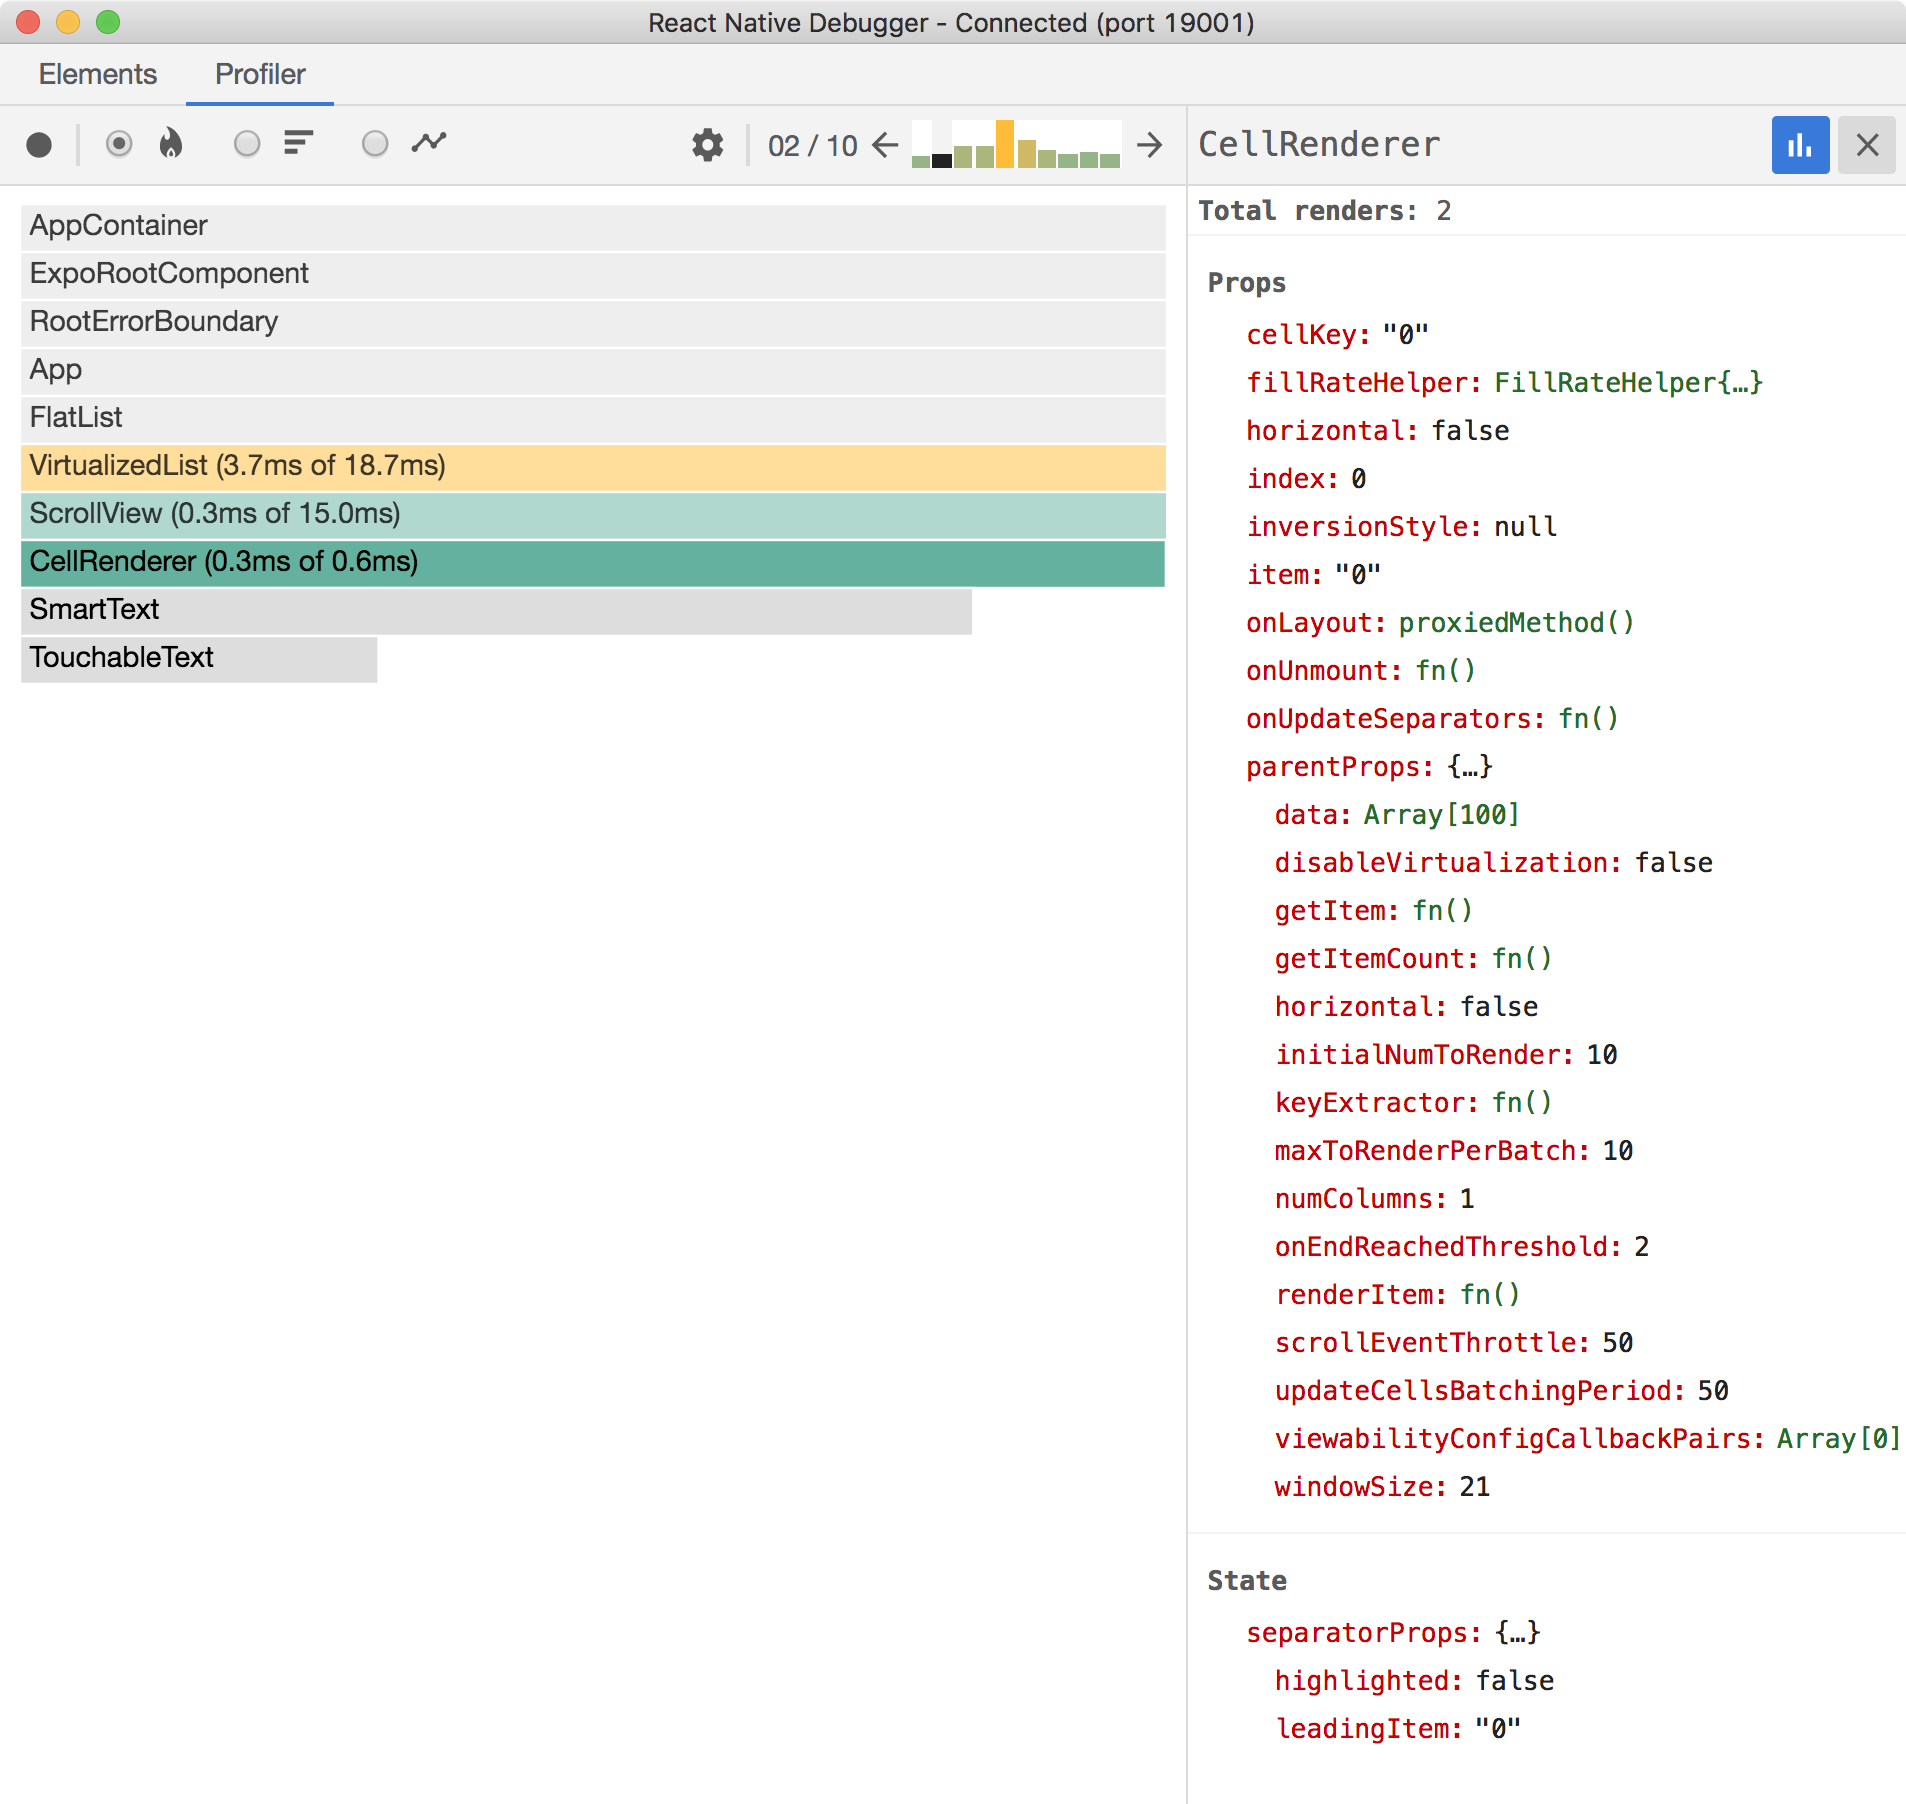 React Native Debugger - Connected (port 19001)
Elements
Profiler
02 / 10
CellRenderer
AppContainer
ExpoRootComponent
RootErrorBoundary
App
FlatList
VirtualizedList (3.7ms of 18.7ms)
ScrollView (0.3ms of 15.0ms)
CellRenderer (0.3ms of 0.6ms)
SmartText
TouchableText
Total renders: 2
Props
cellKey: "0"
fillRateHelper: FillRateHelper{…}
horizontal: false
index: 0
inversionStyle: null
item: "0"
onLayout: proxiedMethod()
onUnmount: fn()
onUpdateSeparators: fn()
parentProps: {…}
data: Array[100]
disableVirtualization: false
getItem: fn()
getItemCount: fn()
horizontal: false
initialNumToRender: 10
keyExtractor: fn()
maxToRenderPerBatch: 10
numColumns: 1
onEndReachedThreshold: 2
renderItem: fn()
scrollEventThrottle: 50
updateCellsBatchingPeriod: 50
viewabilityConfigCallbackPairs: Array[0]
windowSize: 21
State
separatorProps: {…}
highlighted: false
leadingItem: "0"